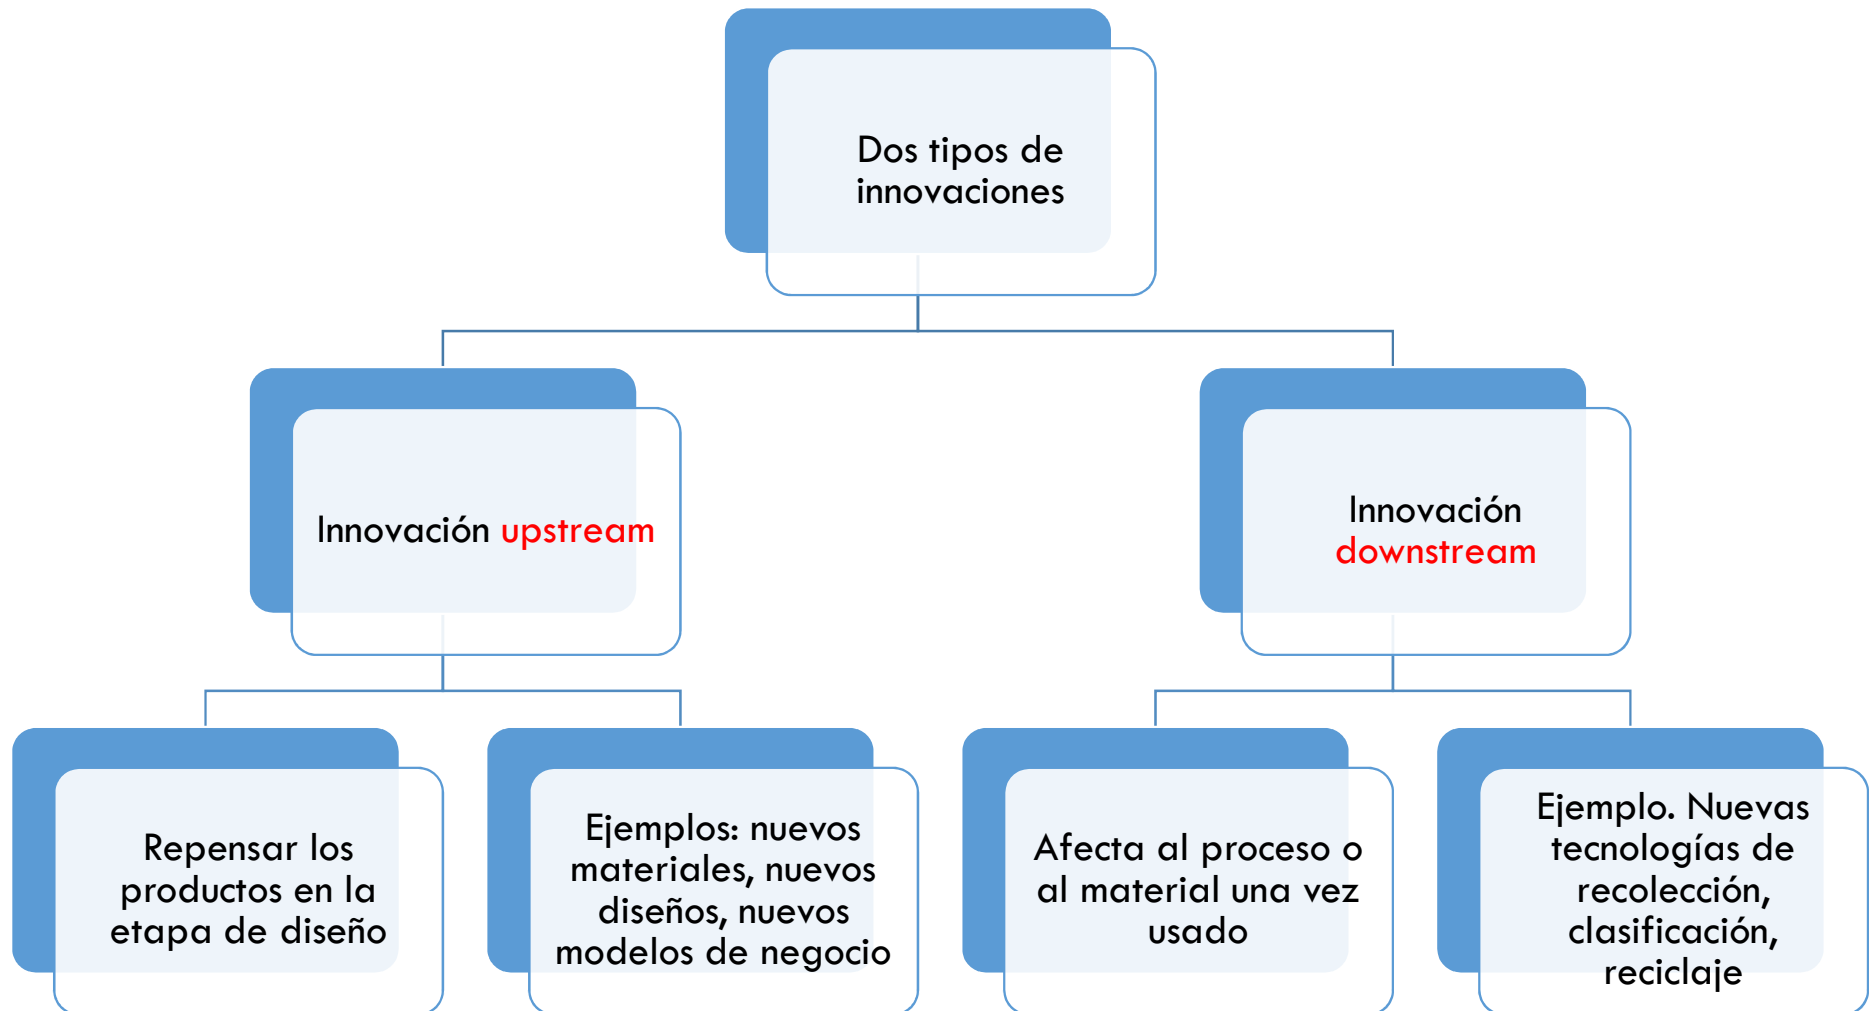 Dos tipos de
innovaciones
Innovación upstream
Innovación
downstream
Repensar los
productos en la
etapa de diseño
Ejemplos: nuevos
materiales, nuevos
diseños, nuevos
modelos de negocio
Afecta al proceso o
al material una vez
usado
Ejemplo. Nuevas
tecnologías de
recolección,
clasificación,
reciclaje